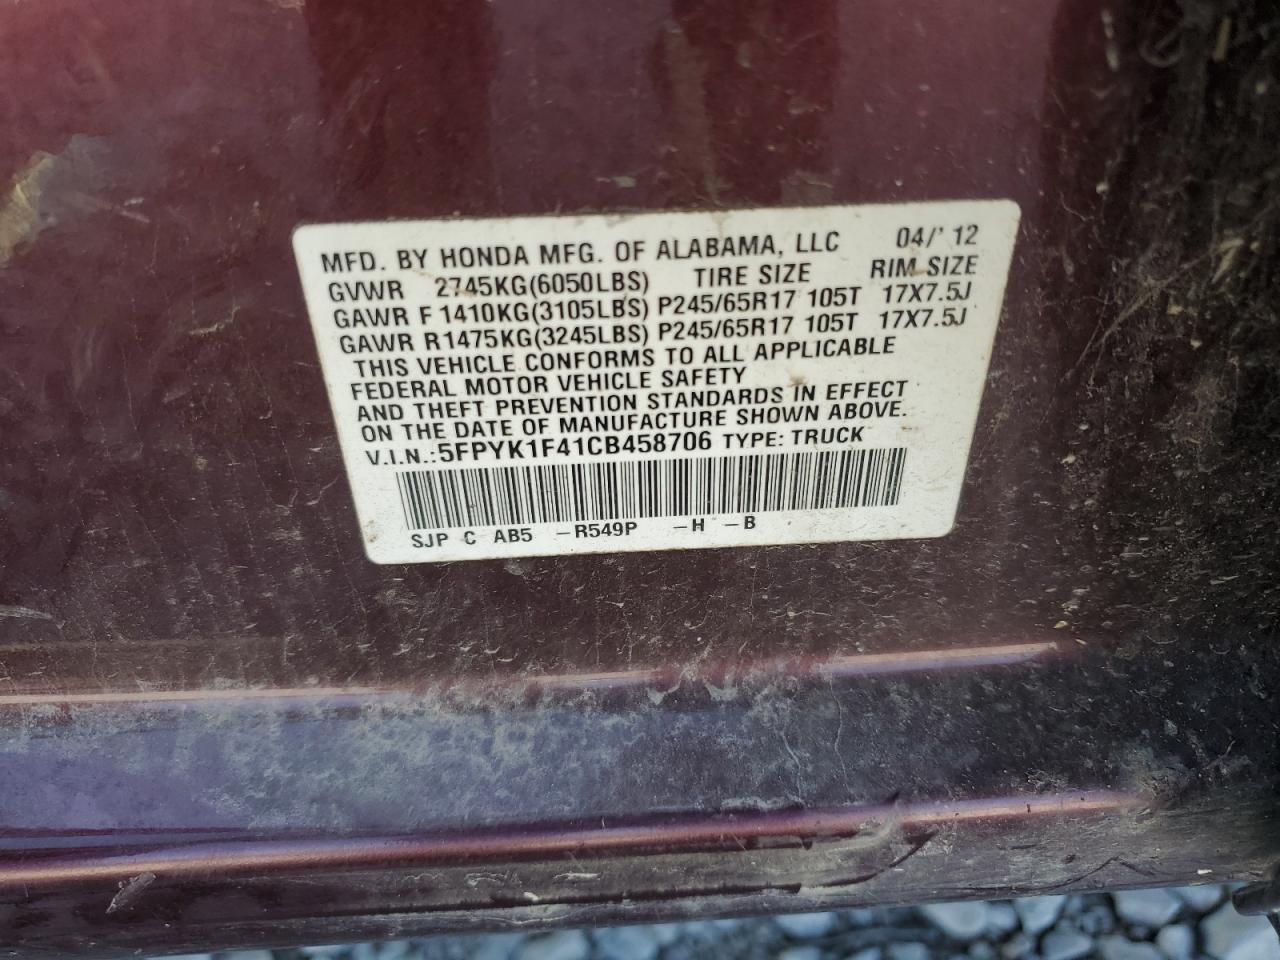 MFD. BY HONDA MFG. OF ALABAMA, LLC 04/'12
GVWR 2745KG(6050LBS) TIRE SIZE RIM SIZE
GAWR F 1410KG(3105LBS) P245/65R17 105T 17X7.5J
GAWR R1475KG(3245LBS) P245/65R17 105T 17X7.5J
THIS VEHICLE CONFORMS TO ALL APPLICABLE
FEDERAL MOTOR VEHICLE SAFETY
AND THEFT PREVENTION STANDARDS IN EFFECT
ON THE DATE OF MANUFACTURE SHOWN ABOVE.
V.I.N.:5FPYK1F41CB458706 TYPE: TRUCK
SJP C AB5 -R549P -H -B